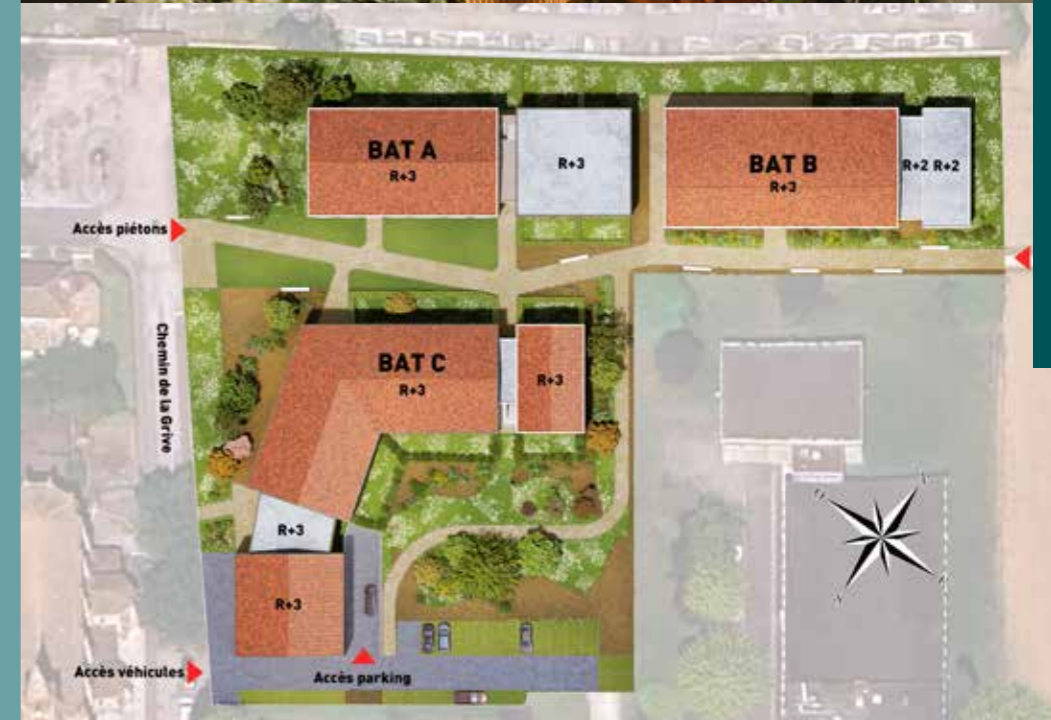 BAT A
R+3
R+3
BAT B
R+3
R+2 R+2
Accès piétons
Chemin de la Grive
BAT C
R+3
R+3
R+3
R+3
Accès véhicules
Accès parking